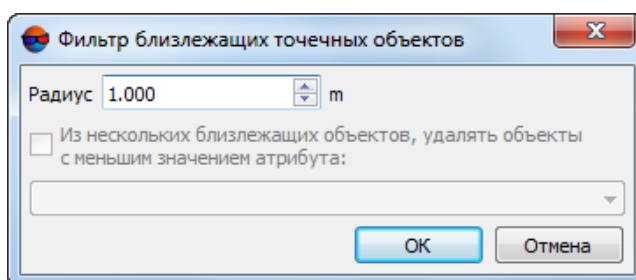 Фильтр близлежащих точечных объектов
Радиус 1.000 m
Из нескольких близлежащих объектов, удалять объекты
с меньшим значением атрибута:
OK Отмена